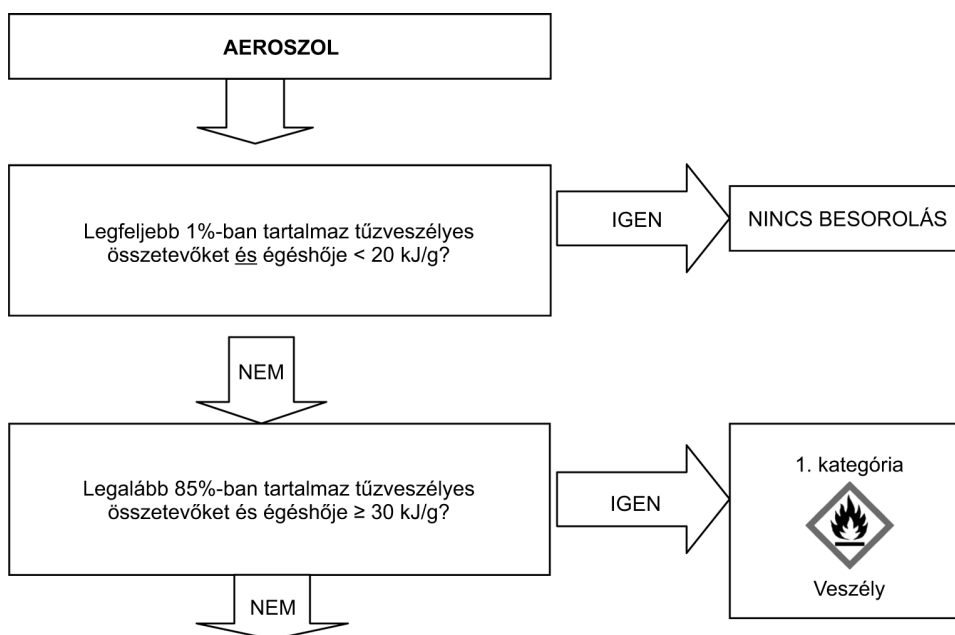 AEROSZOL
Legfeljebb 1%-ban tartalmaz tűzveszélyes
összetevőket és égéshője < 20 kJ/g?
IGEN
NINCS BESOROLÁS
NEM
Legalább 85%-ban tartalmaz tűzveszélyes
összetevőket és égéshője ≥ 30 kJ/g?
IGEN
1. kategória
Veszély
NEM